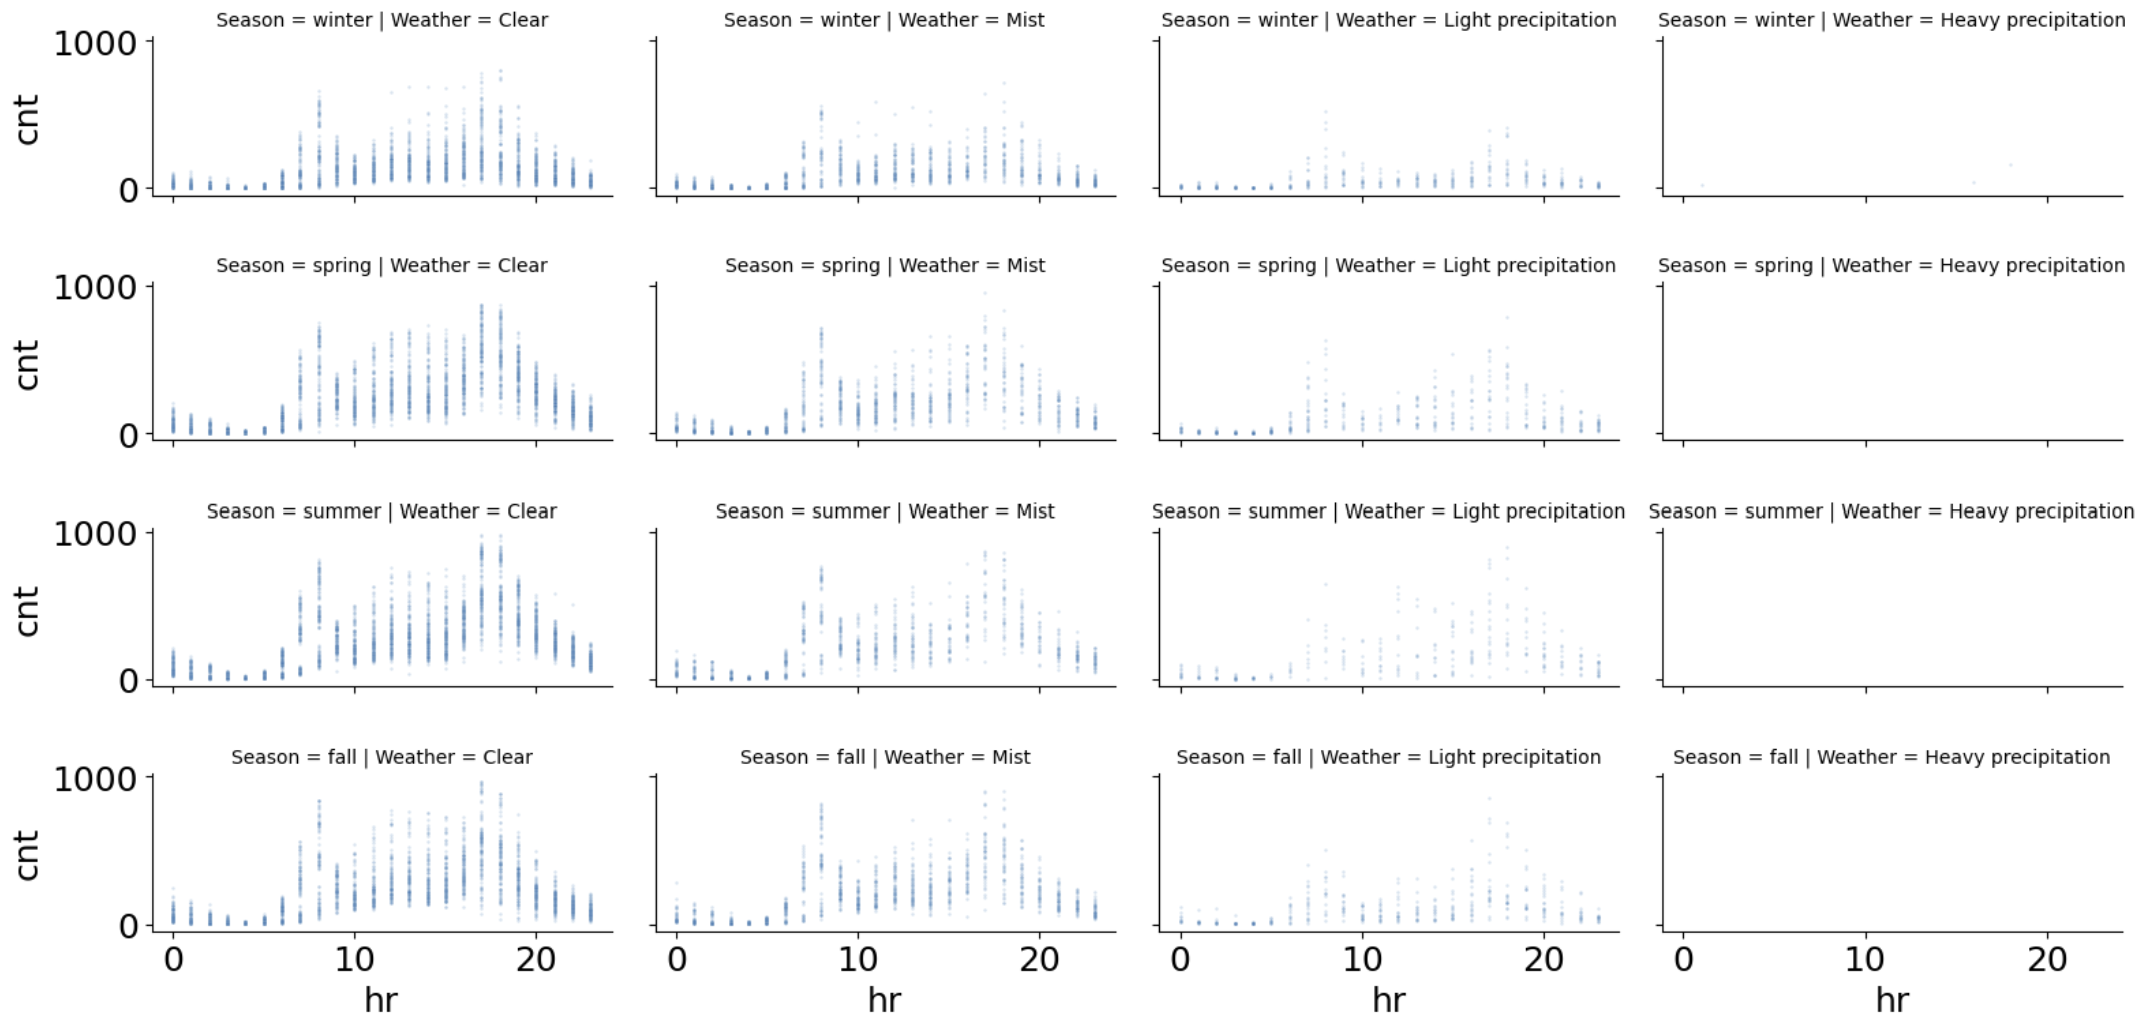 Season = winter | Weather = Clear
Season = winter | Weather = Mist
Season = winter | Weather = Light precipitation
Season = winter | Weather = Heavy precipitation
1000
cnt
0
Season = spring | Weather = Clear
Season = spring | Weather = Mist
Season = spring | Weather = Light precipitation
Season = spring | Weather = Heavy precipitation
1000
cnt
0
Season = summer | Weather = Clear
Season = summer | Weather = Mist
Season = summer | Weather = Light precipitation
Season = summer | Weather = Heavy precipitation
1000
cnt
0
Season = fall | Weather = Clear
Season = fall | Weather = Mist
Season = fall | Weather = Light precipitation
Season = fall | Weather = Heavy precipitation
1000
cnt
0
0 10 20
0 10 20
0 10 20
0 10 20
hr
hr
hr
hr